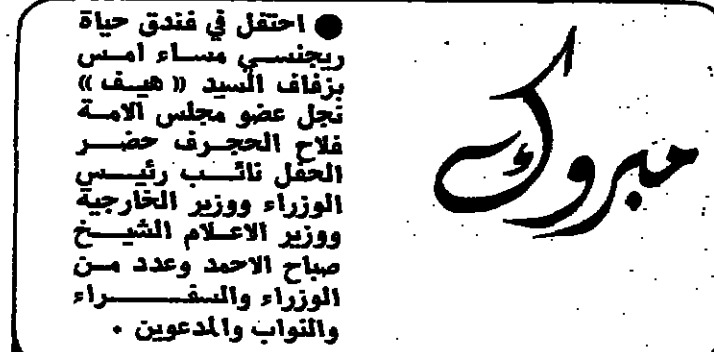 مبروك
● احتفل في فندق حياة
ريجنسي مساء امس
بزفاف السيد « هيف »
نجل عضو مجلس الامة
فلاح الحجرف حضر
الحفل نائب رئيس
الوزراء ووزير الخارجية
ووزير الاعلام الشيخ
صباح الاحمد وعدد من
الوزراء والسفراء
والنواب والمدعوين .